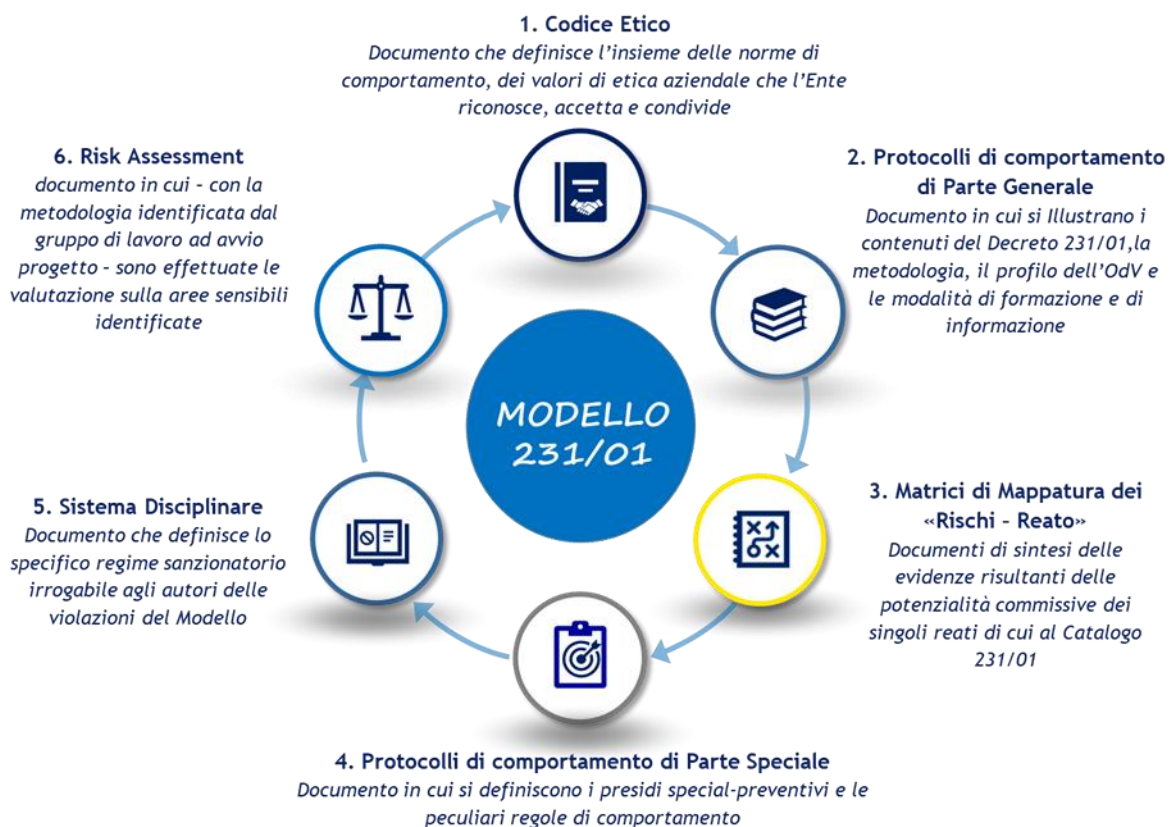 1. Codice Etico
Documento che definisce l'insieme delle norme di
comportamento, dei valori di etica aziendale che l'Ente
riconosce, accetta e condivide
2. Protocolli di comportamento
di Parte Generale
Documento in cui si Illustrano i
contenuti del Decreto 231/01,la
metodologia, il profilo dell'OdV e
le modalità di formazione e di
informazione
3. Matrici di Mappatura dei
«Rischi - Reato»
Documenti di sintesi delle
evidenze risultanti delle
potenzialità commissive dei
singoli reati di cui al Catalogo
231/01
4. Protocolli di comportamento di Parte Speciale
Documento in cui si definiscono i presidi special-preventivi e le
peculiari regole di comportamento
5. Sistema Disciplinare
Documento che definisce lo
specifico regime sanzionatorio
irrogabile agli autori delle
violazioni del Modello
6. Risk Assessment
documento in cui - con la
metodologia identificata dal
gruppo di lavoro ad avvio
progetto - sono effettuate le
valutazione sulla aree sensibili
identificate
MODELLO
231/01